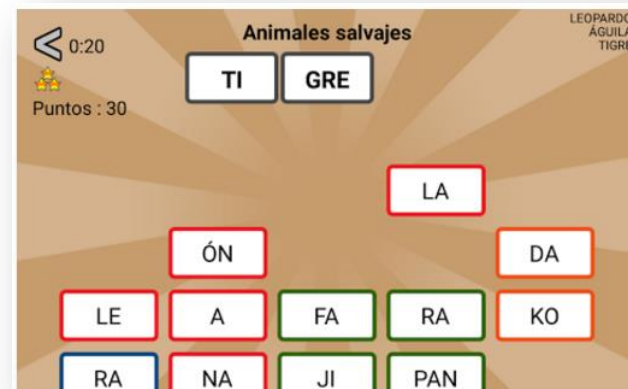 0:20
Animales salvajes
LEOPARDO
ÁGUILA
TIGRE
TI GRE
Puntos : 30
LA
ÓN DA
LE A FA RA KO
RA NA JI PAN